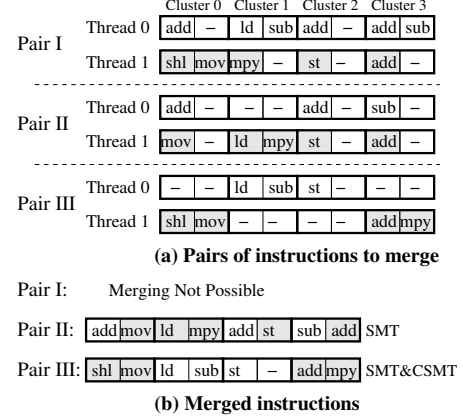 Cluster 0 Cluster 1 Cluster 2 Cluster 3
Pair I
Thread 0 add – ld sub add – add sub
Thread 1 shl mov mpy – st – add –
Pair II
Thread 0 add – – – add – sub –
Thread 1 mov – ld mpy st – add –
Pair III
Thread 0 – – ld sub st – – –
Thread 1 shl mov – – – – add mpy
(a) Pairs of instructions to merge
Pair I: Merging Not Possible
Pair II: add mov ld mpy add st sub add SMT
Pair III: shl mov ld sub st – add mpy SMT&CSMT
(b) Merged instructions